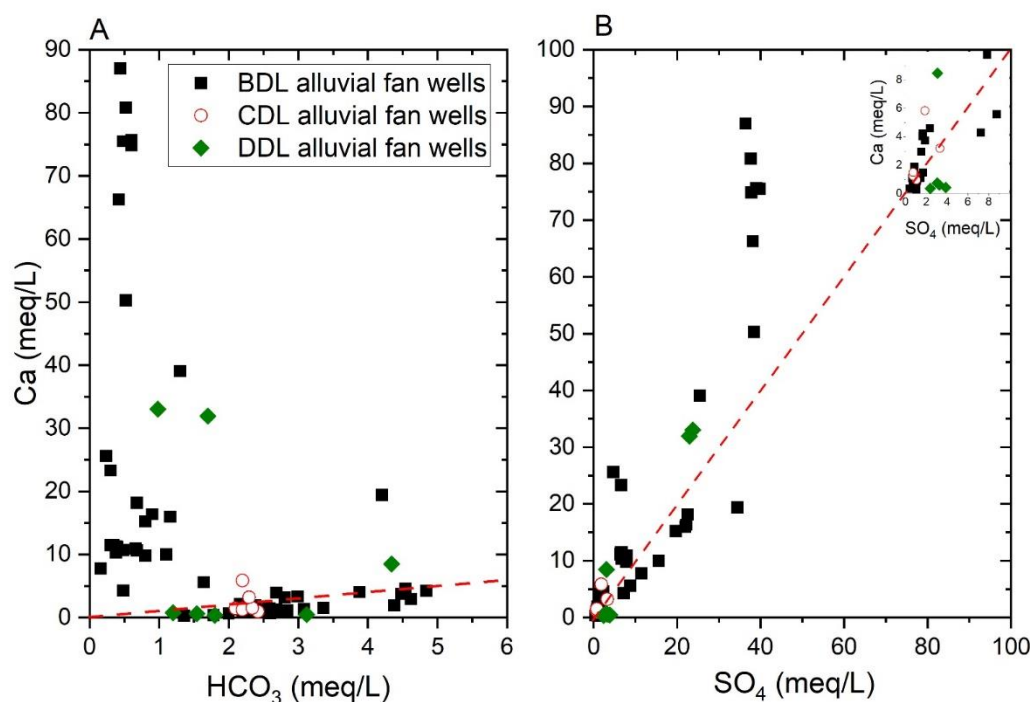 A
B
90
80
70
60
50
40
30
20
10
0
Ca (meq/L)
BDL alluvial fan wells
CDL alluvial fan wells
DDL alluvial fan wells
0 1 2 3 4 5 6
HCO3 (meq/L)
100
90
80
70
60
50
40
30
20
10
0
0 20 40 60 80 100
SO4 (meq/L)
Ca (meq/L)
8
6
4
2
0
0 2 4 6 8
SO4 (meq/L)